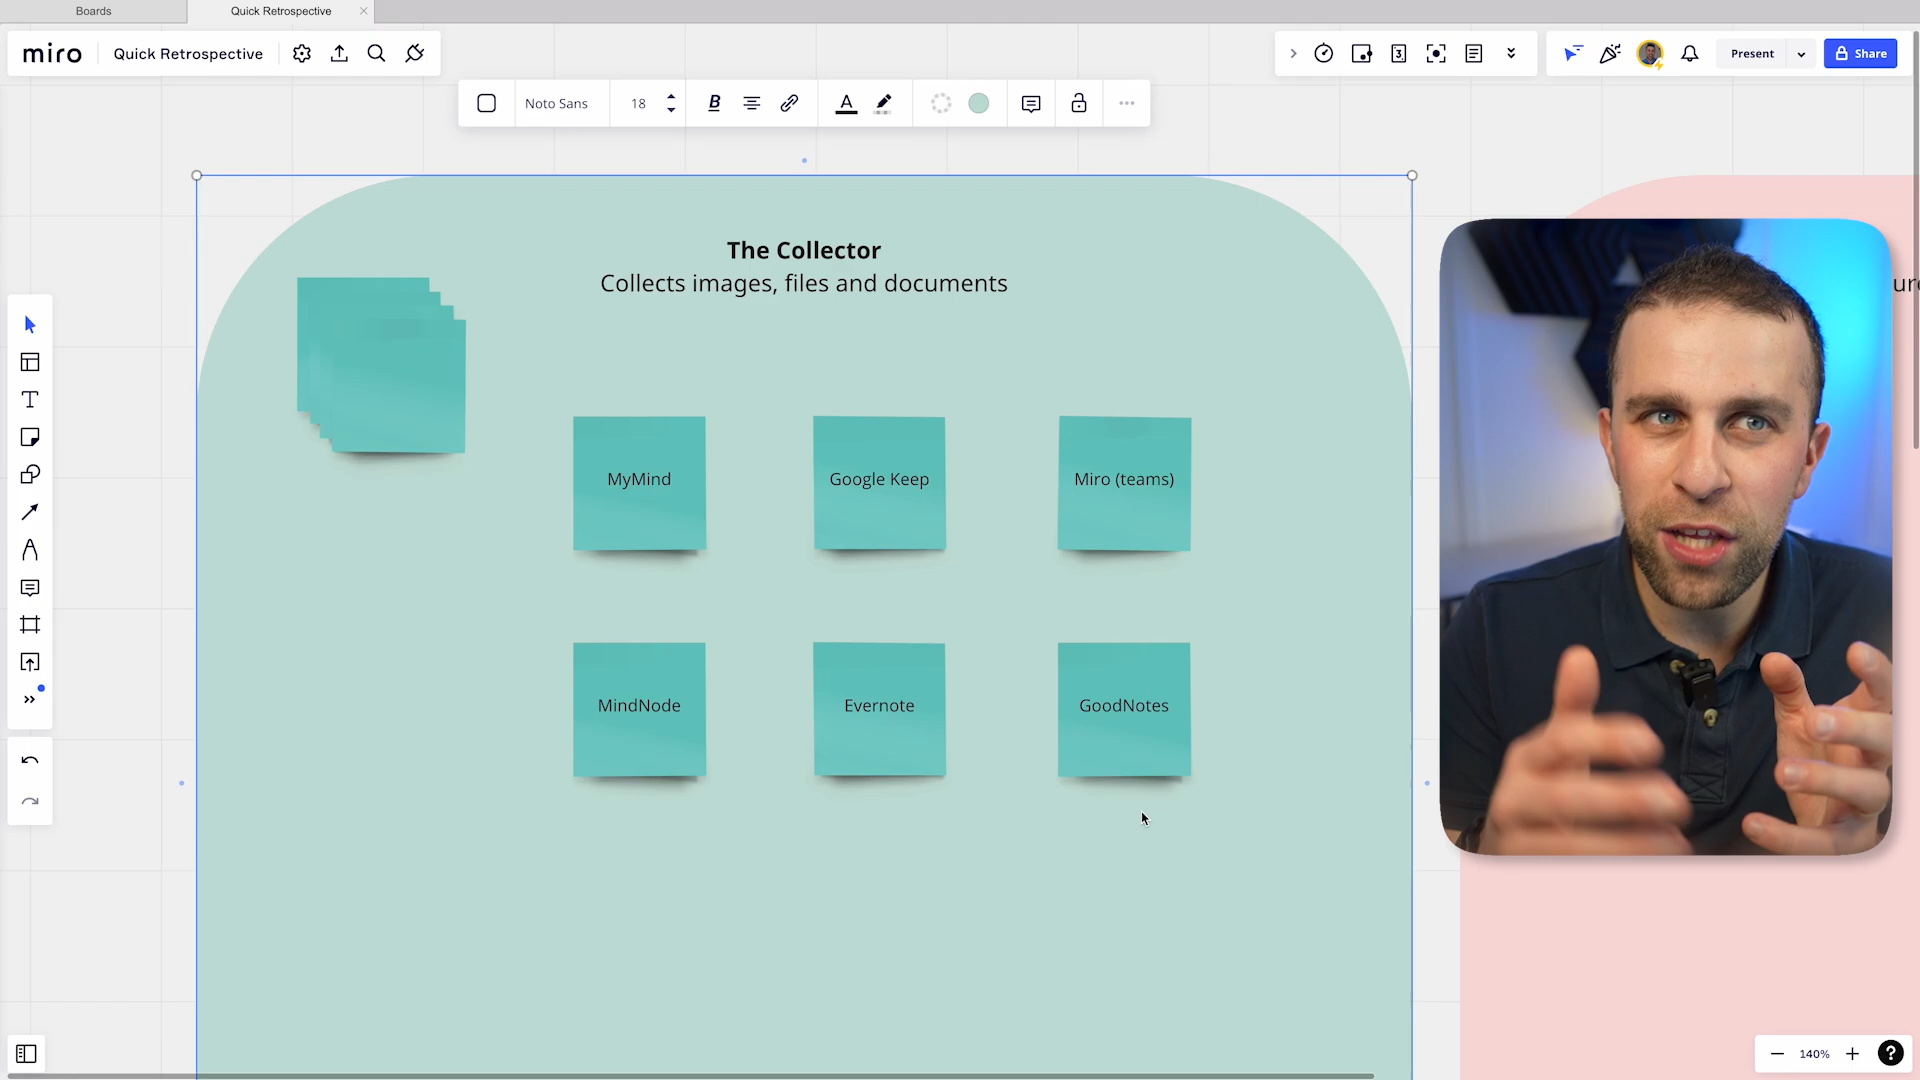 Boards
Quick Retrospective
miro
Quick Retrospective
3
Present
Share
Noto Sans
18
B
A
The Collector
Collects images, files and documents
MyMind
Google Keep
Miro (teams)
MindNode
Evernote
GoodNotes
140%
?